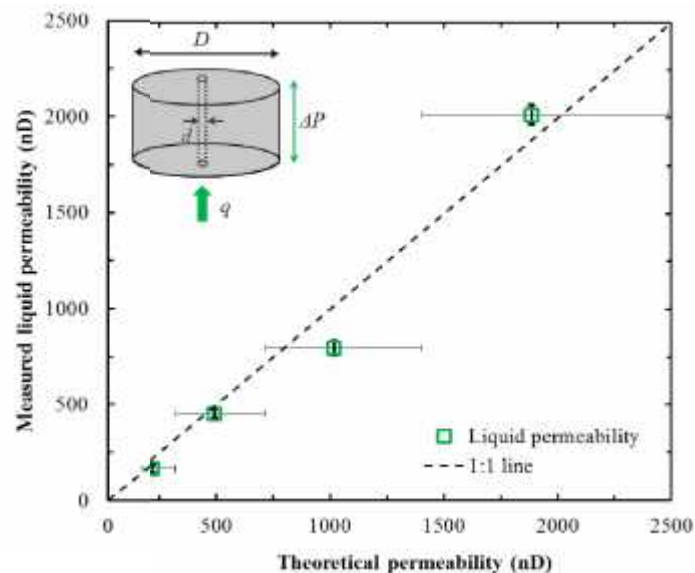 2500
2000
1500
1000
500
0
Measured liquid permeability (nD)
D
d
ΔP
q
Liquid permeability
1:1 line
0
500
1000
1500
2000
2500
Theoretical permeability (nD)